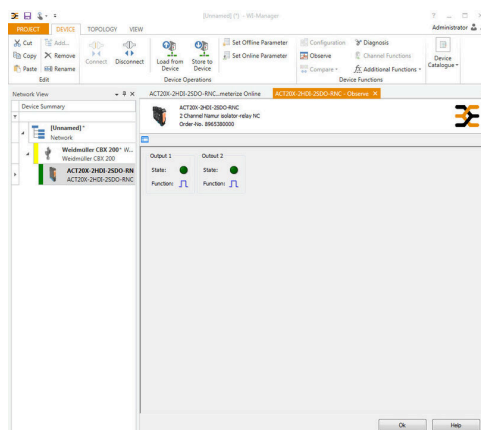 [Unnamed] (*) - WI-Manager
PROJECT DEVICE TOPOLOGY VIEW
Administrator
Cut
Copy
Paste
Add...
Remove
Rename
Edit
Connect
Disconnect
Load from Device
Store to Device
Set Offline Parameter
Set Online Parameter
Device Operations
Configuration
Observe
Compare
Diagnosis
Channel Functions
Additional Functions
Device Functions
Device Catalogue
Network View
Device Summary
[Unnamed] *
Network
Weidmuller CBX 200* W...
Weidmuller CBX 200
ACT20X-2HDI-2SDO-RN
ACT20X-2HDI-2SDO-RNC
ACT20X-2HDI-2SDO-RNC...meterize Online
ACT20X-2HDI-2SDO-RNC - Observe
ACT20X-2HDI-2SDO-RNC
2 Channel Namur isolator-relay NC
Order-No. 8965380000
Output 1
State:
Function:
Output 2
State:
Function:
Ok
Help